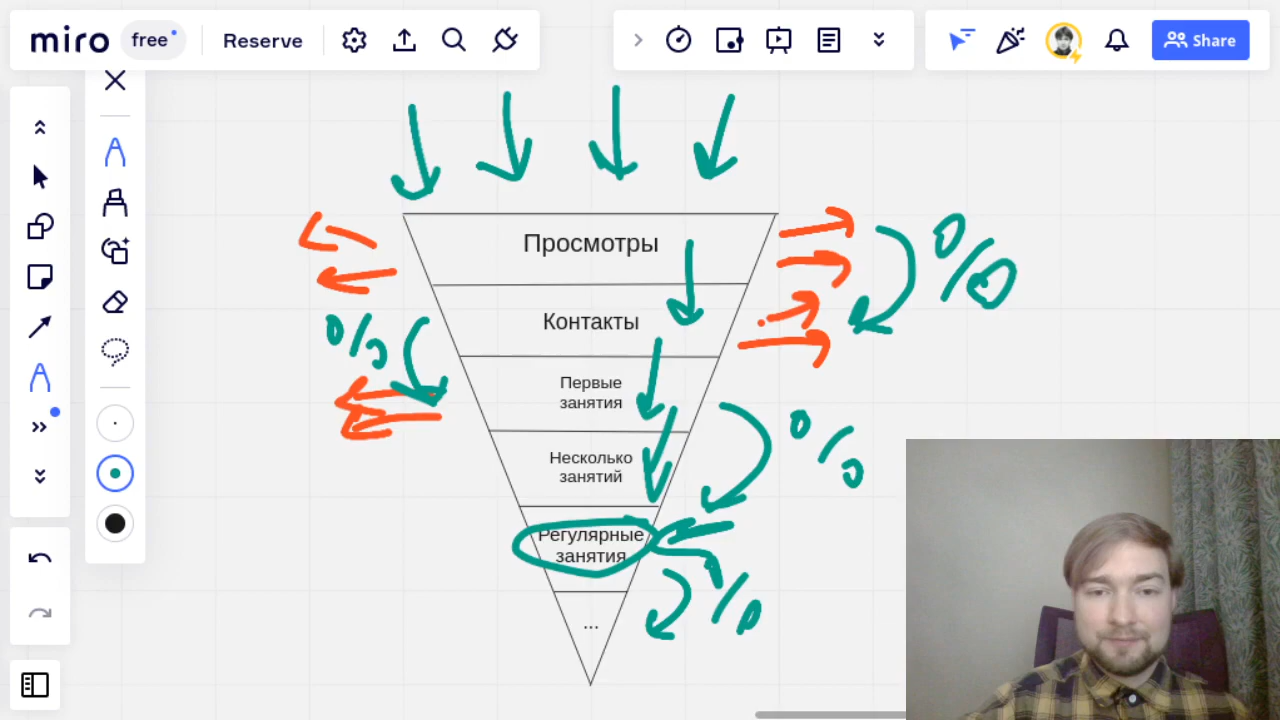 miro free Reserve Share
Просмотры
%
Контакты
%
Первые
занятия
%
Несколько
занятий
Регулярные
занятия
%
...